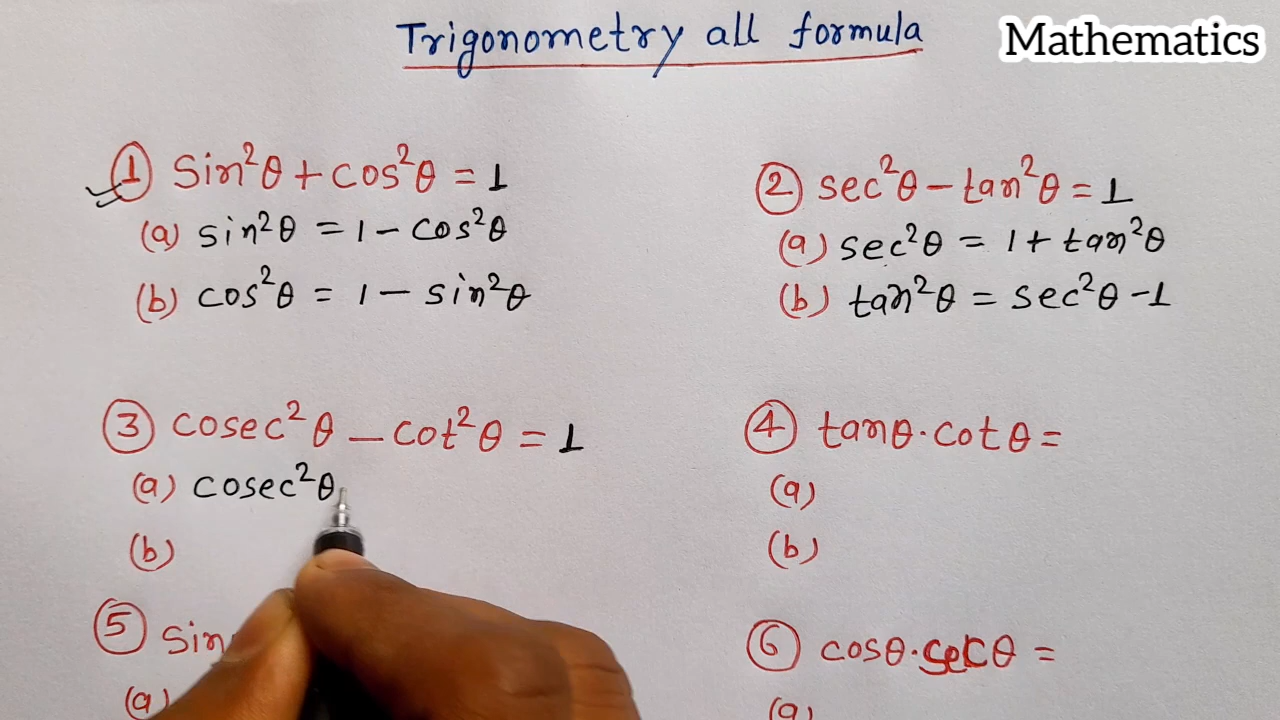 Trigonometry all formula
Mathematics
① Sin²θ + cos²θ = 1
(a) sin²θ = 1 - cos²θ
(b) cos²θ = 1 - sin²θ
② sec²θ - tan²θ = 1
(a) sec²θ = 1 + tan²θ
(b) tan²θ = sec²θ - 1
③ cosec²θ - cot²θ = 1
(a) cosec²θ
(b)
④ tanθ · cotθ =
(a)
(b)
⑤ Sin
(a)
⑥ cosθ · secθ =
(a)